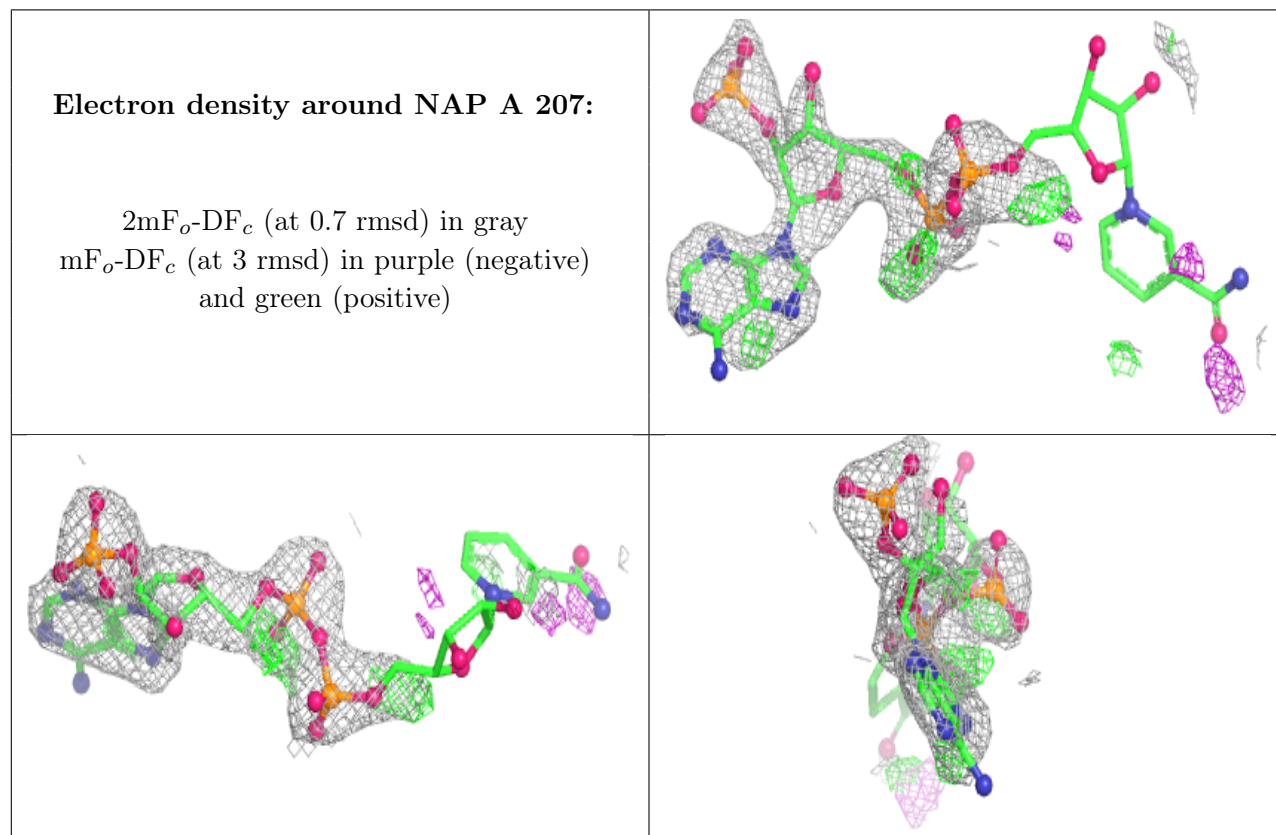 Electron density around NAP A 207:
2mFo-DFc (at 0.7 rmsd) in gray
mFo-DFc (at 3 rmsd) in purple (negative)
and green (positive)